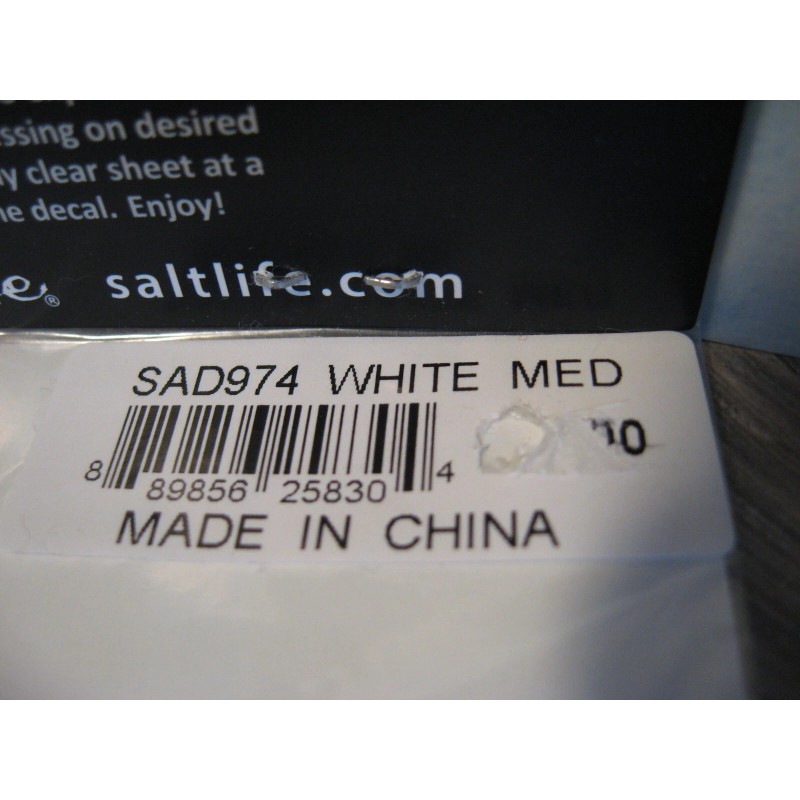 ssing on desired
clear sheet at a
decal. Enjoy!
® saltlife.com
SAD974 WHITE MED
8 89856 25830 4
MADE IN CHINA